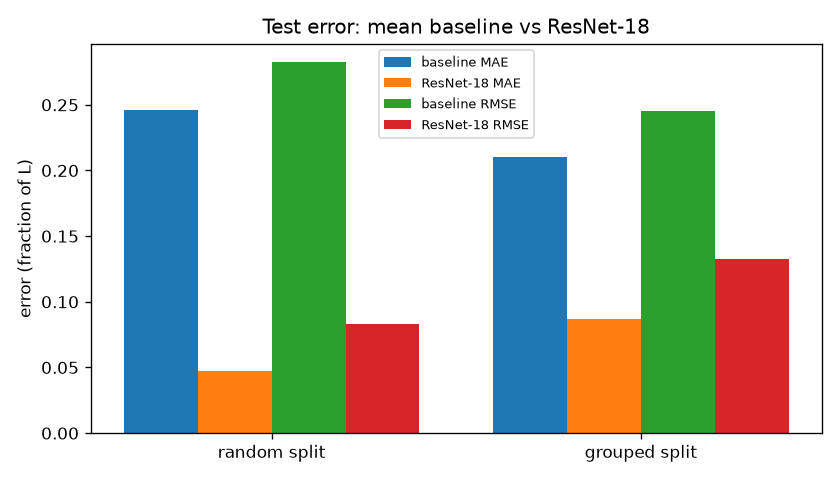 Test error: mean baseline vs ResNet-18
baseline MAE
ResNet-18 MAE
baseline RMSE
ResNet-18 RMSE
error (fraction of L)
0.25
0.20
0.15
0.10
0.05
0.00
random split
grouped split